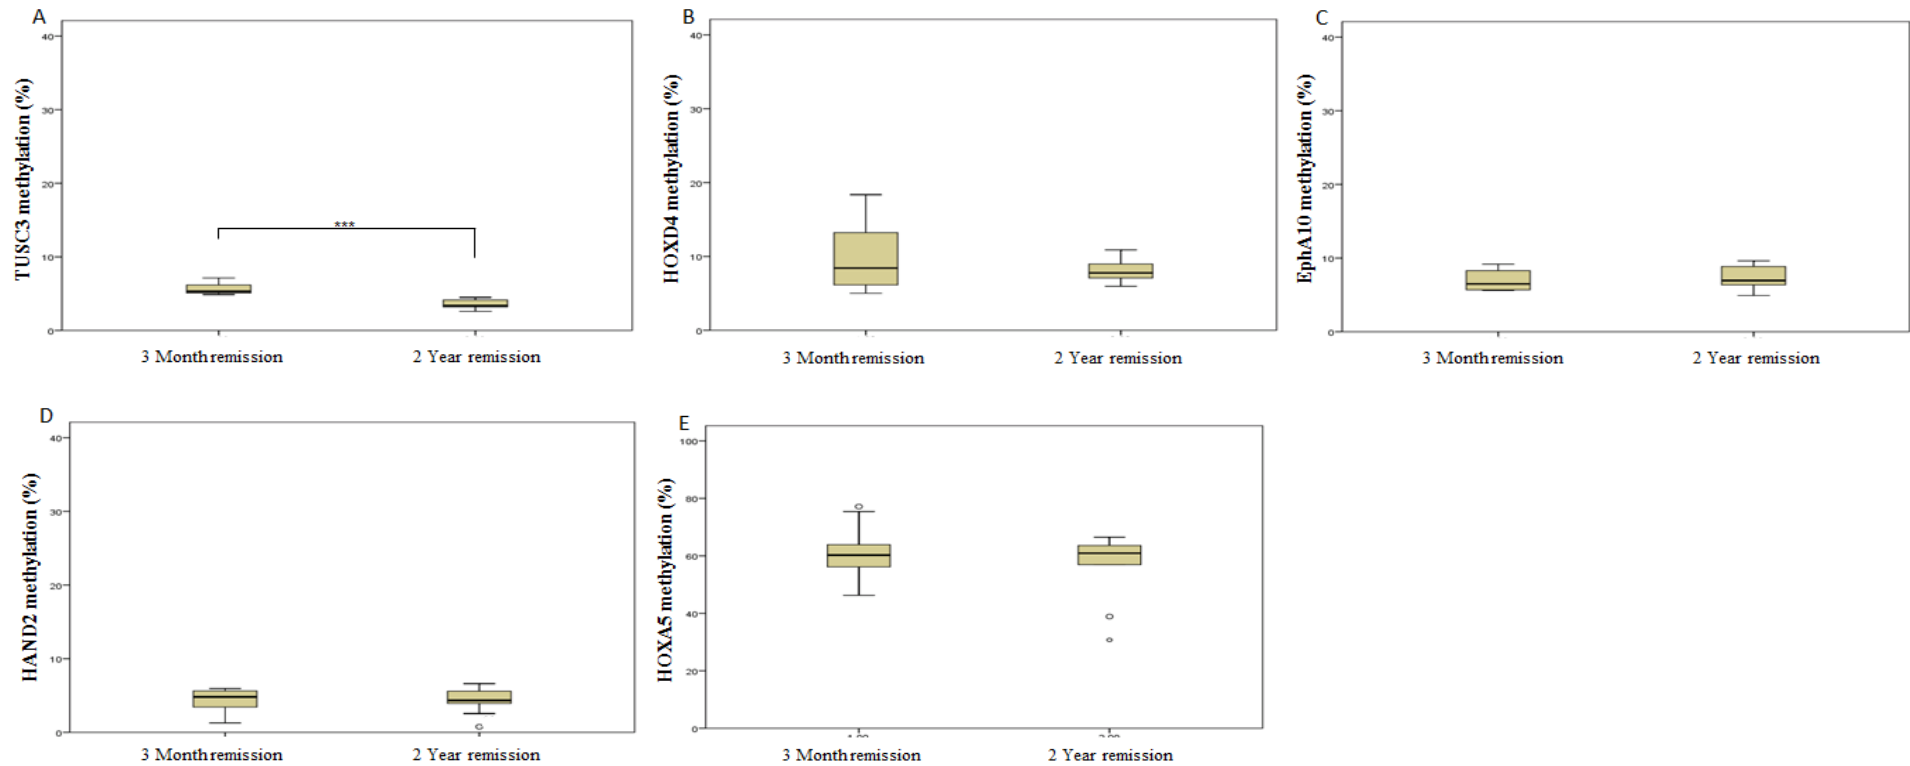 A
TUSC3 methylation (%)
40
30
20
10
0
***
3 Month remission
2 Year remission
B
HOXD4 methylation (%)
40
30
20
10
0
3 Month remission
2 Year remission
C
EphA10 methylation (%)
40
30
20
10
0
3 Month remission
2 Year remission
D
HAND2 methylation (%)
40
30
20
10
0
3 Month remission
2 Year remission
E
HOXA5 methylation (%)
100
80
60
40
20
0
3 Month remission
2 Year remission